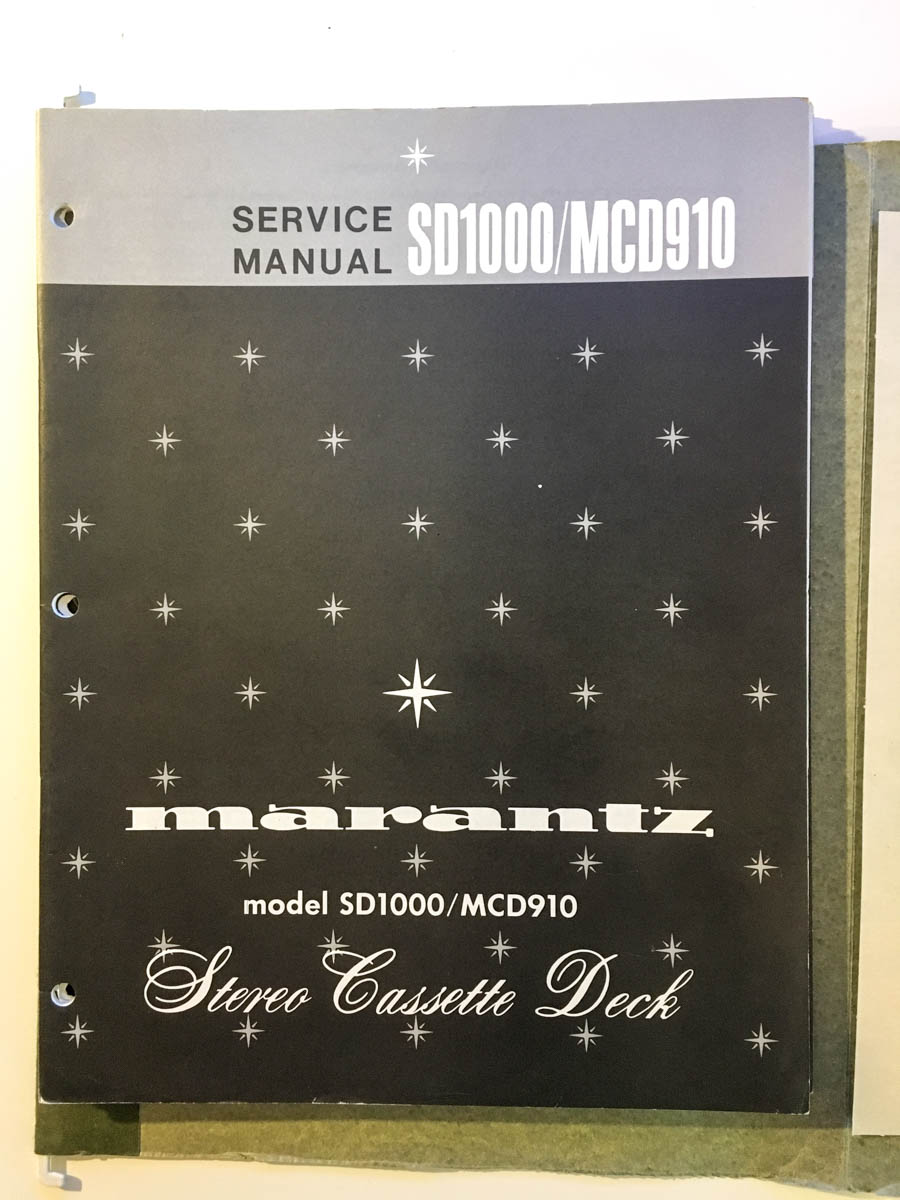 SERVICE
MANUAL
SD1000/MCD910
marantz
model SD1000/MCD910
Stereo Cassette Deck